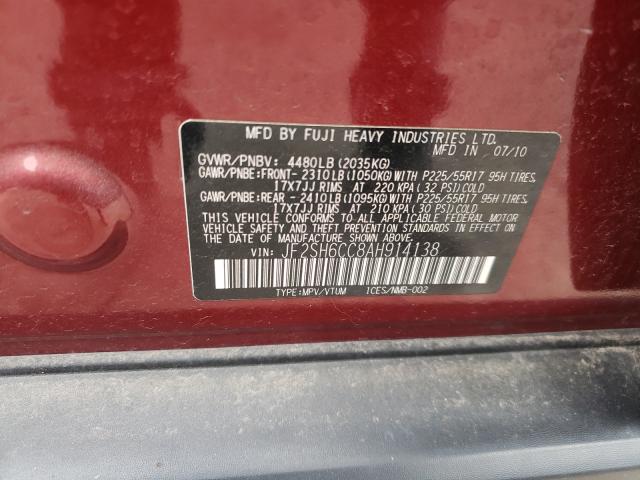 MFD BY FUJI HEAVY INDUSTRIES LTD.
MFD IN 07/10
GVWR/PNBV: 4480LB (2035KG)
GAWR/PNBE:FRONT- 2310LB (1050KG) WITH P225/55R17 95H TIRES,
17X7JJ RIMS AT 220 KPA (32 PSI) COLD
GAWR/PNBE:REAR - 2410LB (1095KG) WITH P225/55R17 95H TIRES,
17X7JJ RIMS AT 210 KPA (30 PSI) COLD
THIS VEHICLE CONFORMS TO ALL APPLICABLE FEDERAL MOTOR
VEHICLE SAFETY STANDARDS IN EFFECT ON THE DATE OF
MANUFACTURE SHOWN ABOVE.
VIN: JF2SH6CC8AH914138
TYPE:MPV/VTUM ICES/NMB-002